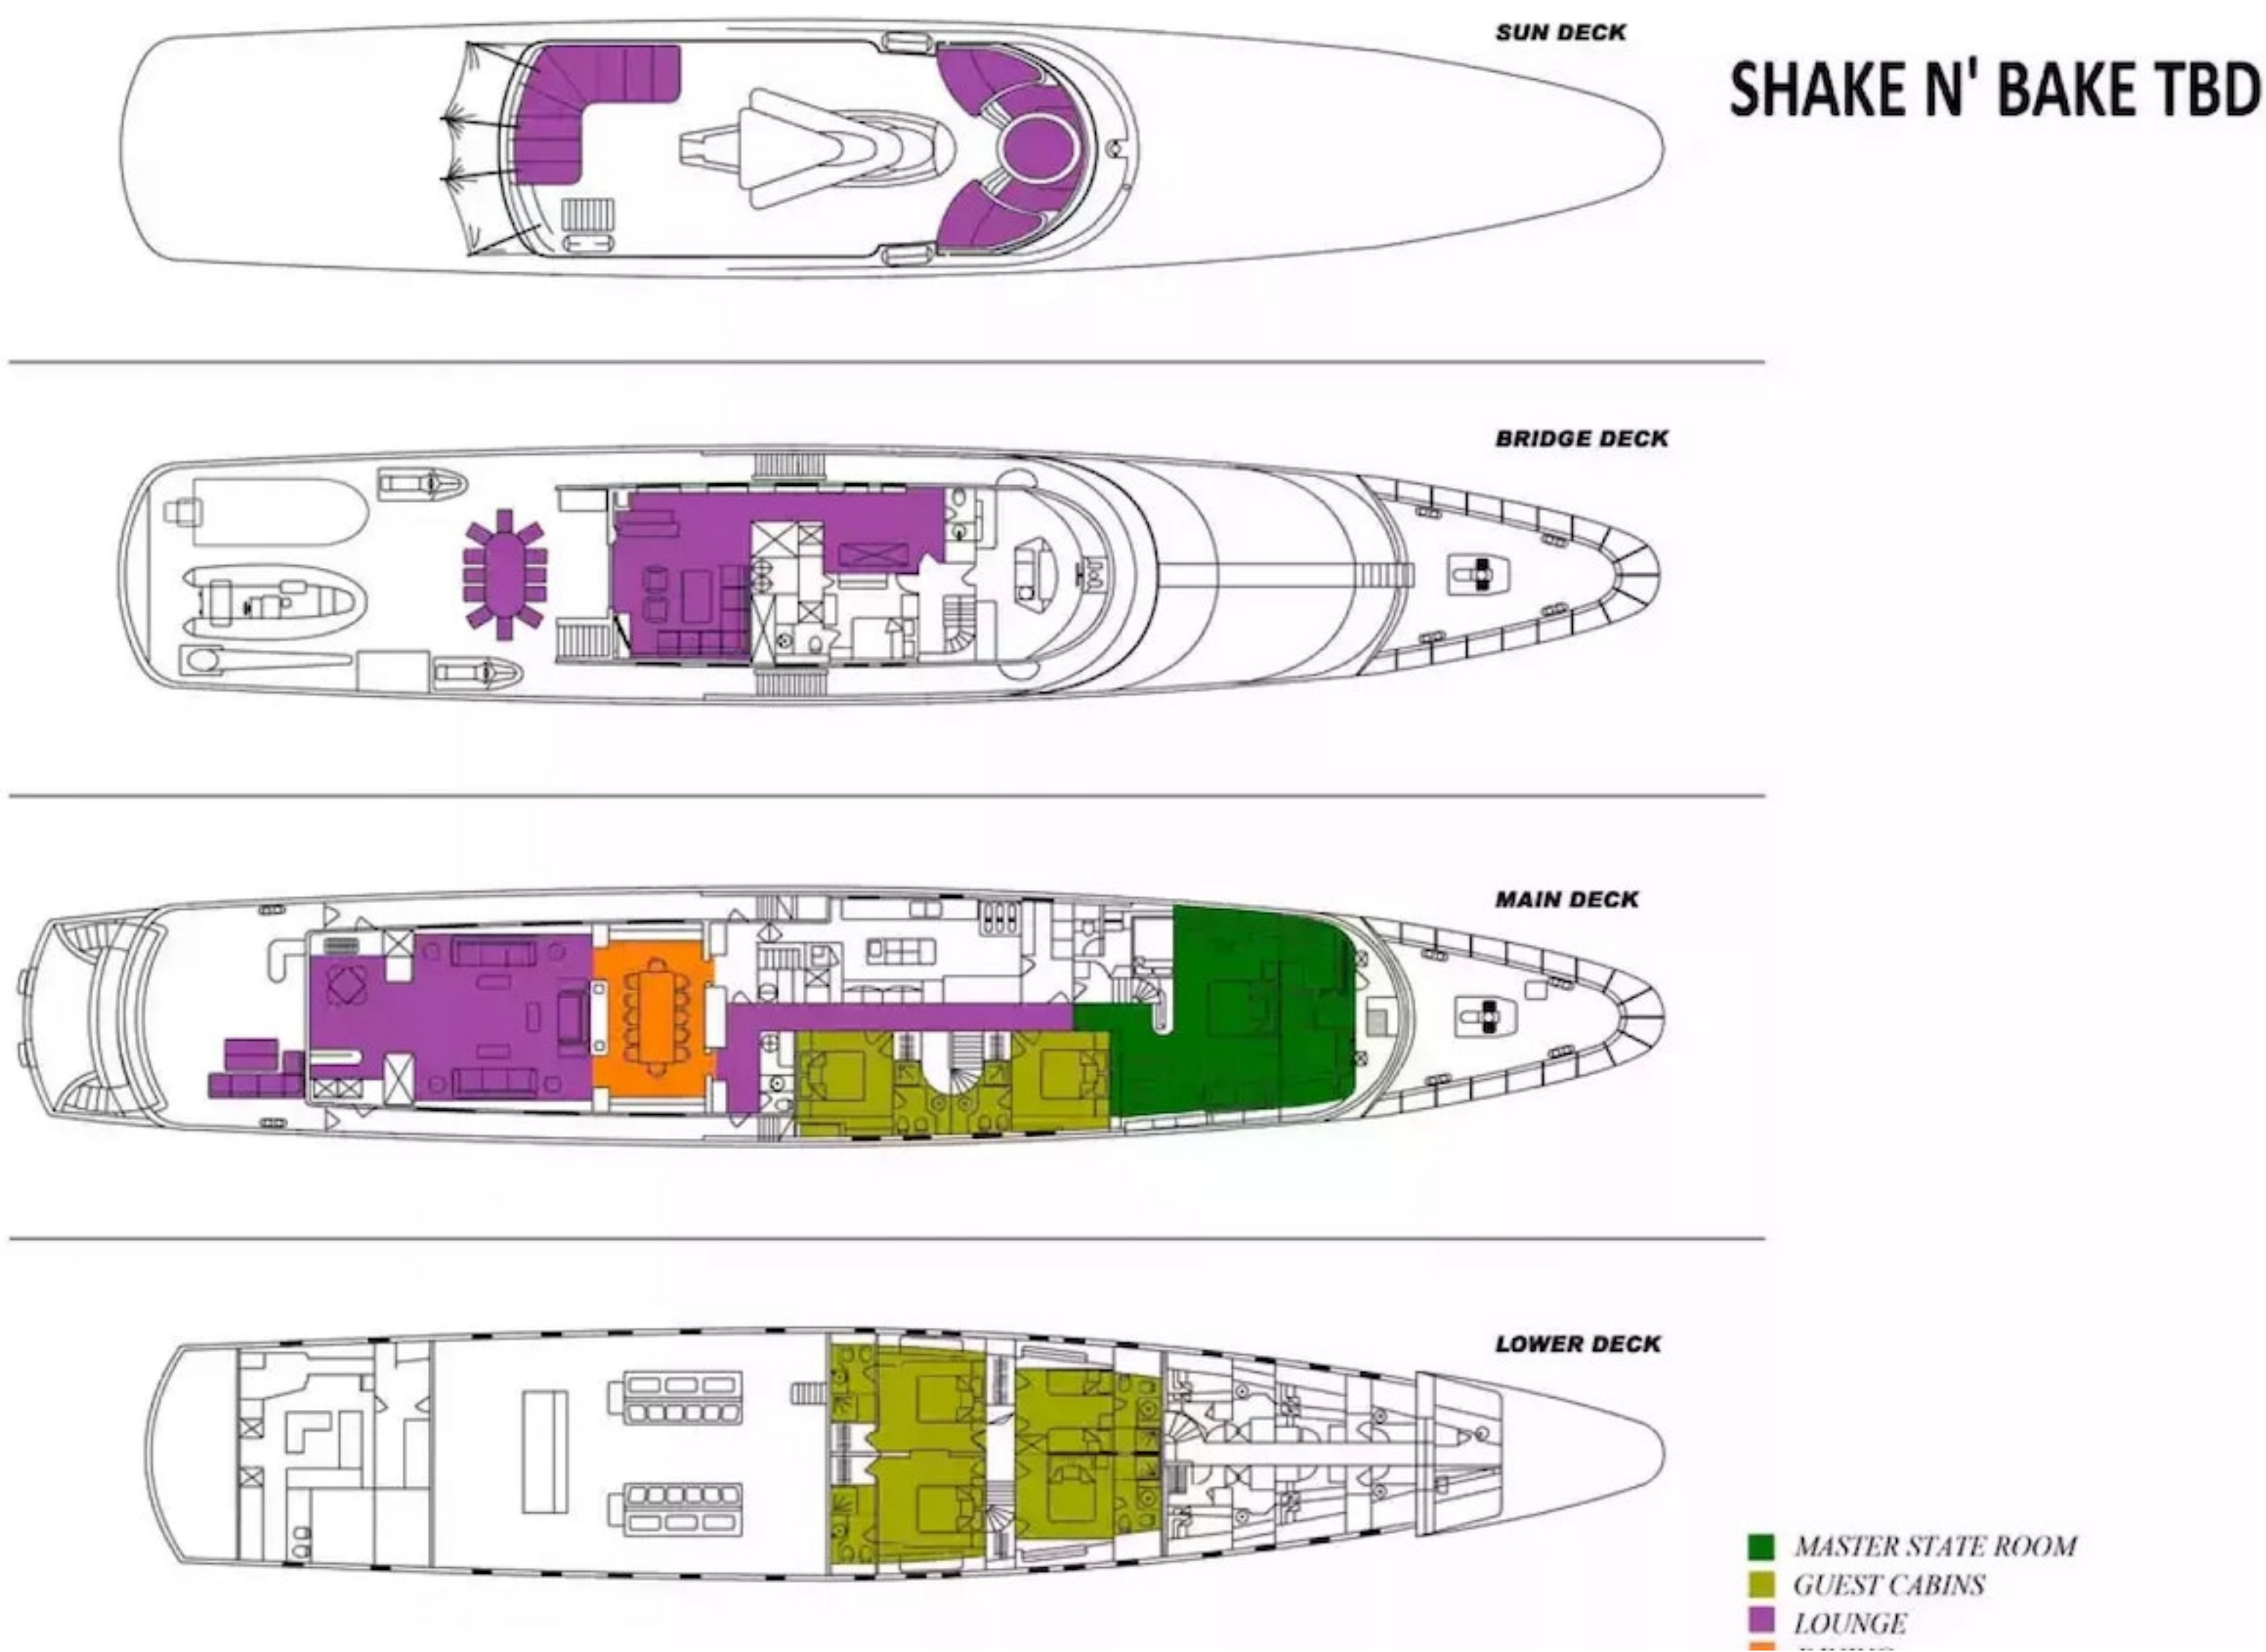 SUN DECK
SHAKE N' BAKE TBD
BRIDGE DECK
MAIN DECK
LOWER DECK
MASTER STATE ROOM
GUEST CABINS
LOUNGE